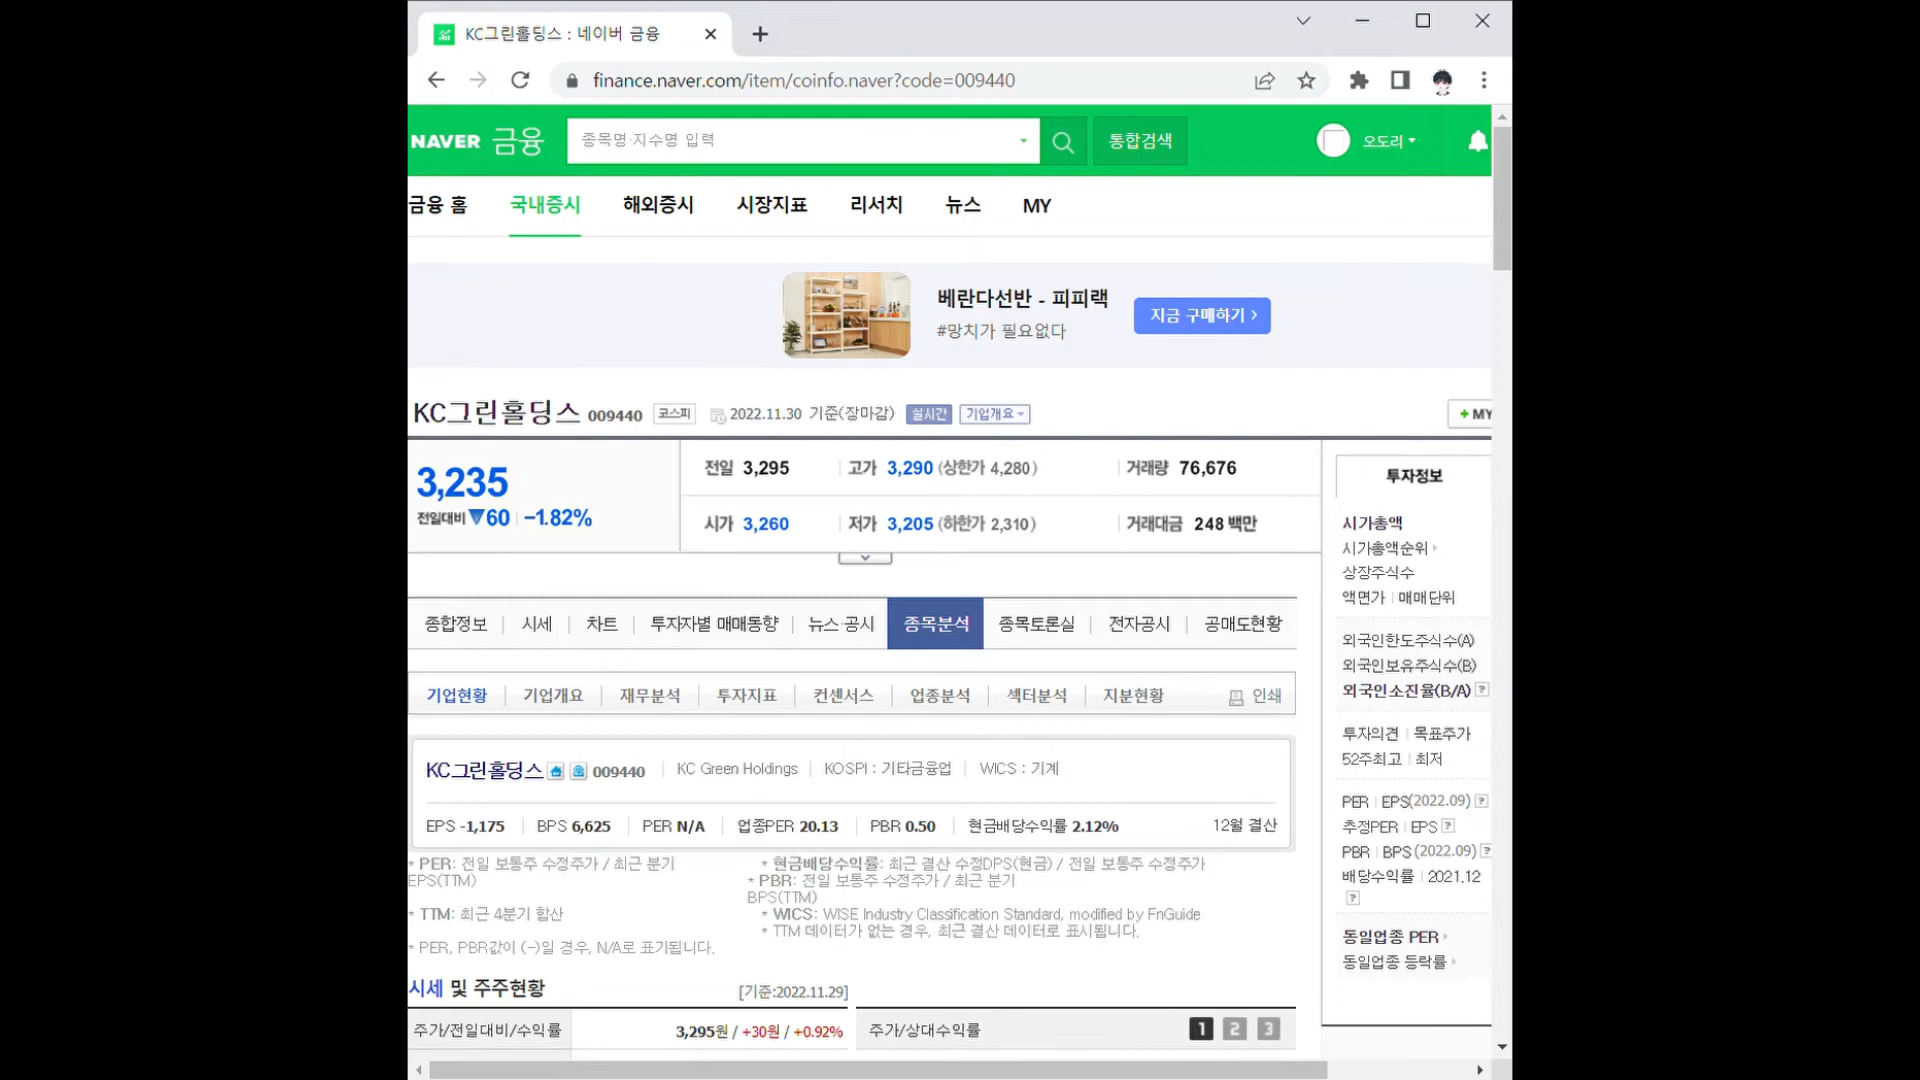 KC그린홀딩스 : 네이버 금융
finance.naver.com/item/coinfo.naver?code=009440
NAVER 금융 종목명·지수명 입력 통합검색 오도리
금융 홈 국내증시 해외증시 시장지표 리서치 뉴스 MY
베란다선반 - 피피랙
#망치가 필요없다
지금 구매하기
KC그린홀딩스 009440 코스피 2022.11.30 기준(장마감) 실시간 기업개요 + MY
3,235
전일대비 ▼60 -1.82%
전일 3,295 고가 3,290 (상한가 4,280) 거래량 76,676
시가 3,260 저가 3,205 (하한가 2,310) 거래대금 248 백만
종합정보 시세 차트 투자자별 매매동향 뉴스·공시 종목분석 종목토론실 전자공시 공매도현황
기업현황 기업개요 재무분석 투자지표 컨센서스 업종분석 섹터분석 지분현황 인쇄
KC그린홀딩스 009440 KC Green Holdings KOSPI : 기타금융업 WICS : 기계
EPS -1,175 BPS 6,625 PER N/A 업종PER 20.13 PBR 0.50 현금배당수익률 2.12% 12월 결산
* PER: 전일 보통주 수정주가 / 최근 분기
EPS(TTM)
* TTM: 최근 4분기 합산
* PER, PBR값이 (-)일 경우, N/A로 표기됩니다.
* 현금배당수익률: 최근 결산 수정DPS(현금) / 전일 보통주 수정주가
* PBR: 전일 보통주 수정주가 / 최근 분기
BPS(TTM)
* WICS: WISE Industry Classification Standard, modified by FnGuide
* TTM 데이터가 없는 경우, 최근 결산 데이터로 표시됩니다.
시세 및 주주현황 [기준:2022.11.29]
주가/전일대비/수익률 3,295원 / +30원 / +0.92%
주가/상대수익률 1 2 3
투자정보
시가총액
시가총액순위
상장주식수
액면가 매매단위
외국인한도주식수(A)
외국인보유주식수(B)
외국인소진율(B/A) ?
투자의견 목표주가
52주최고 최저
PER EPS(2022.09) ?
추정PER EPS ?
PBR BPS (2022.09) ?
배당수익률 2021.12
?
동일업종 PER
동일업종 등락률